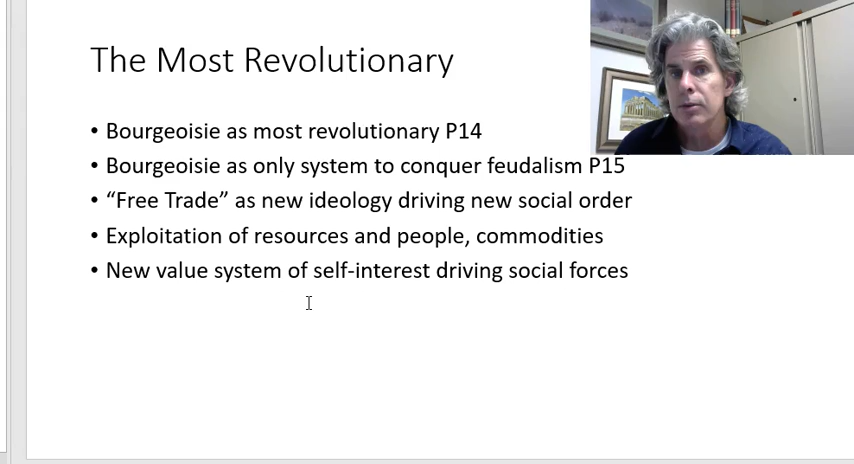 The Most Revolutionary
• Bourgeoisie as most revolutionary P14
• Bourgeoisie as only system to conquer feudalism P15
• “Free Trade” as new ideology driving new social order
• Exploitation of resources and people, commodities
• New value system of self-interest driving social forces